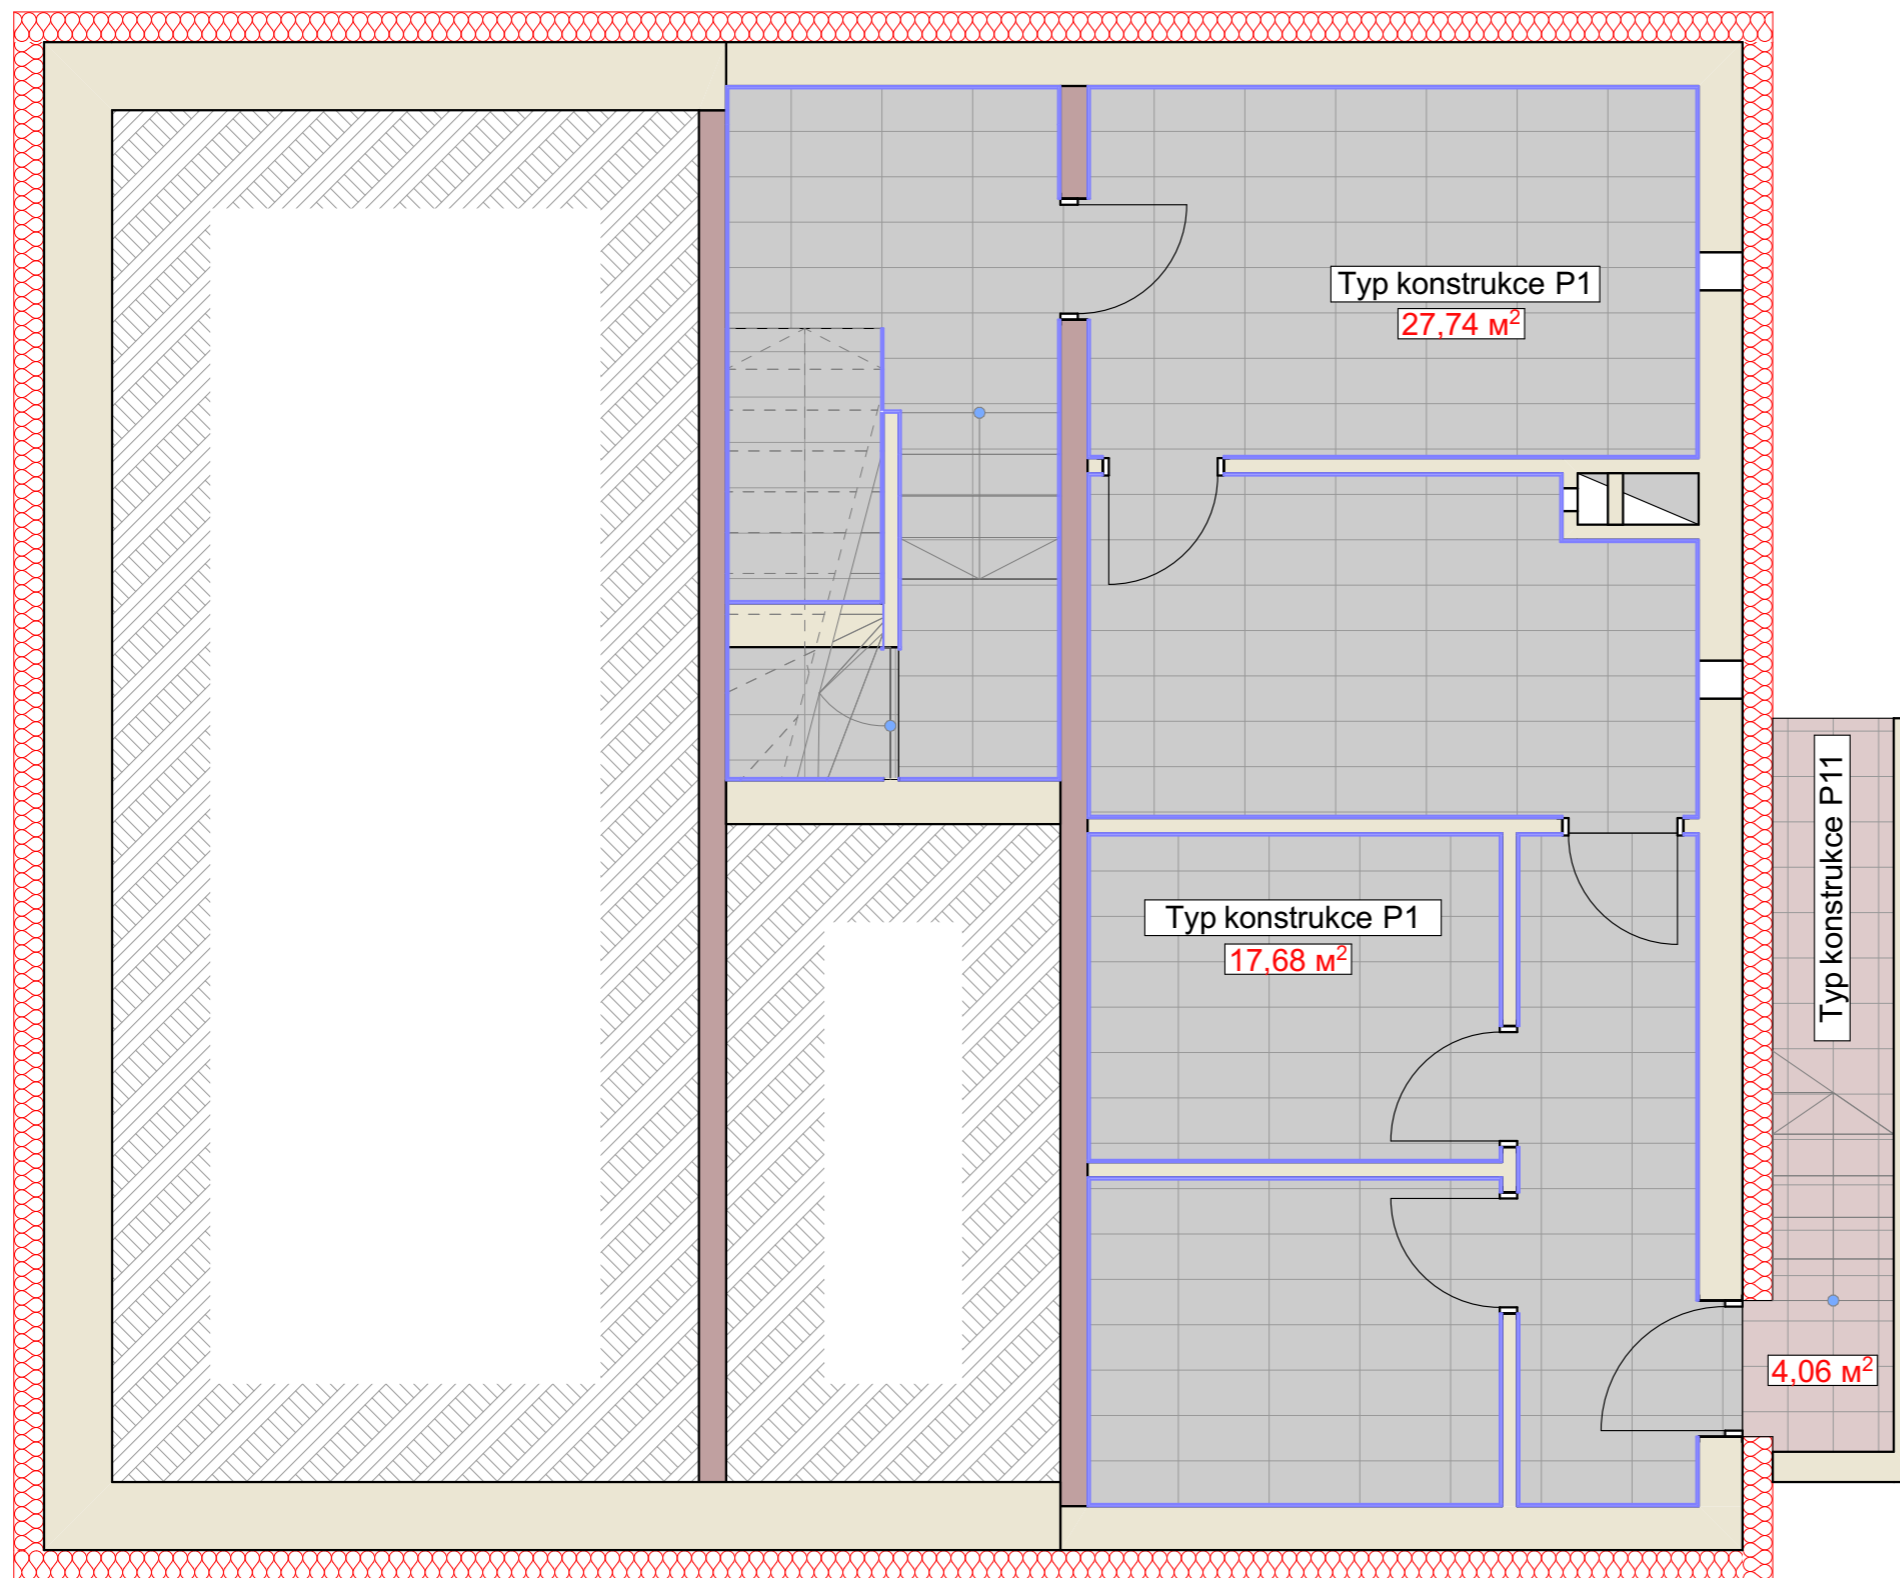 Typ konstrukce P1
27,74 м²
Typ konstrukce P11
Typ konstrukce P1
17,68 м²
4,06 м²